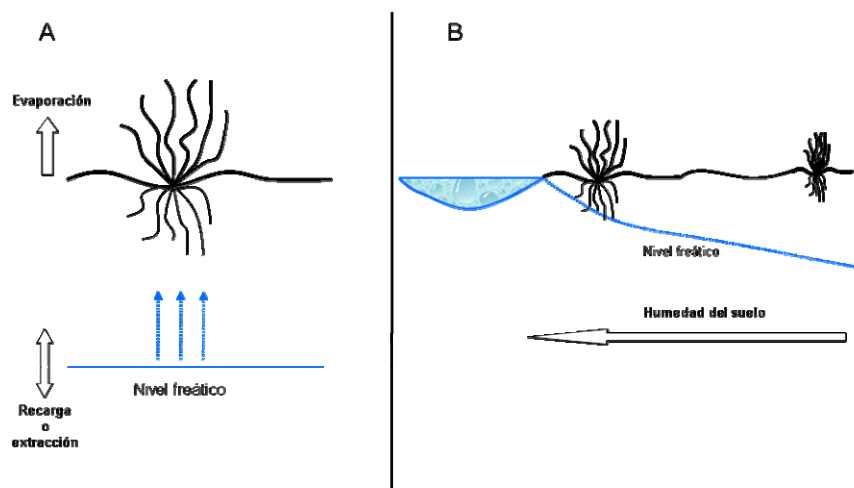 A
Evaporación
Nivel freático
Recarga
o
extracción
B
Nivel freático
Humedad del suelo